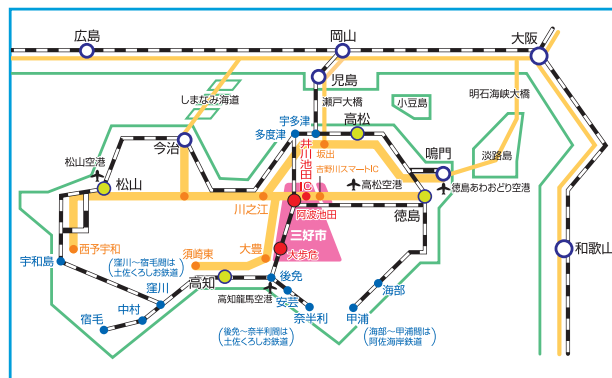 広島
岡山
大阪
児島
しまなみ海道
瀬戸大橋
小豆島
明石海峡大橋
宇多津
多度津
高松
今治
井川池田IC
坂出
吉野川スマートIC
鳴門
淡路島
松山空港
松山
高松空港
徳島あわおどり空港
川之江
阿波池田
徳島
三好市
西予宇和
須崎東
大豊
大歩危
和歌山
宇和島
(窪川~宿毛間は
土佐くろしお鉄道)
高知
後免
窪川
高知龍馬空港
安芸
海部
中村
奈半利
宿毛
甲浦
(後免~奈半利間は
土佐くろしお鉄道)
(海部~甲浦間は
阿佐海岸鉄道)